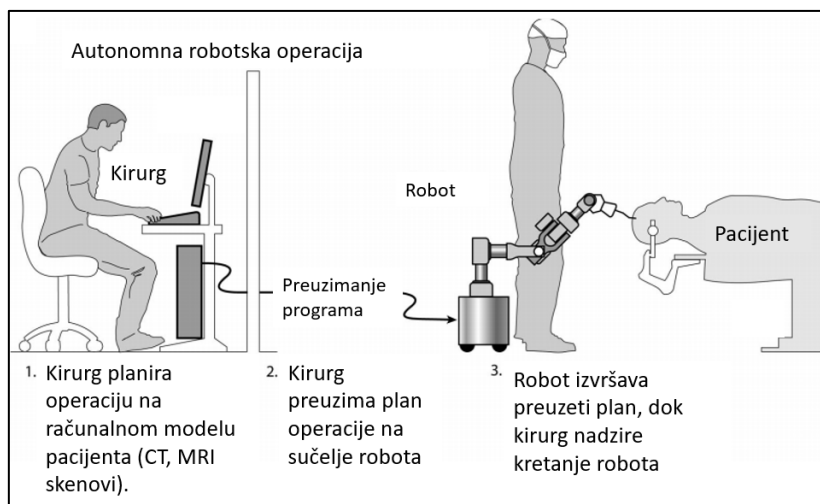 Autonomna robotska operacija
Kirurg
Robot
Pacijent
Preuzimanje
programa
1. Kirurg planira
operaciju na
računalnom modelu
pacijenta (CT, MRI
skenovi).
2. Kirurg
preuzima plan
operacije na
sučelje robota
3. Robot izvršava
preuzeti plan, dok
kirurg nadzire
kretanje robota